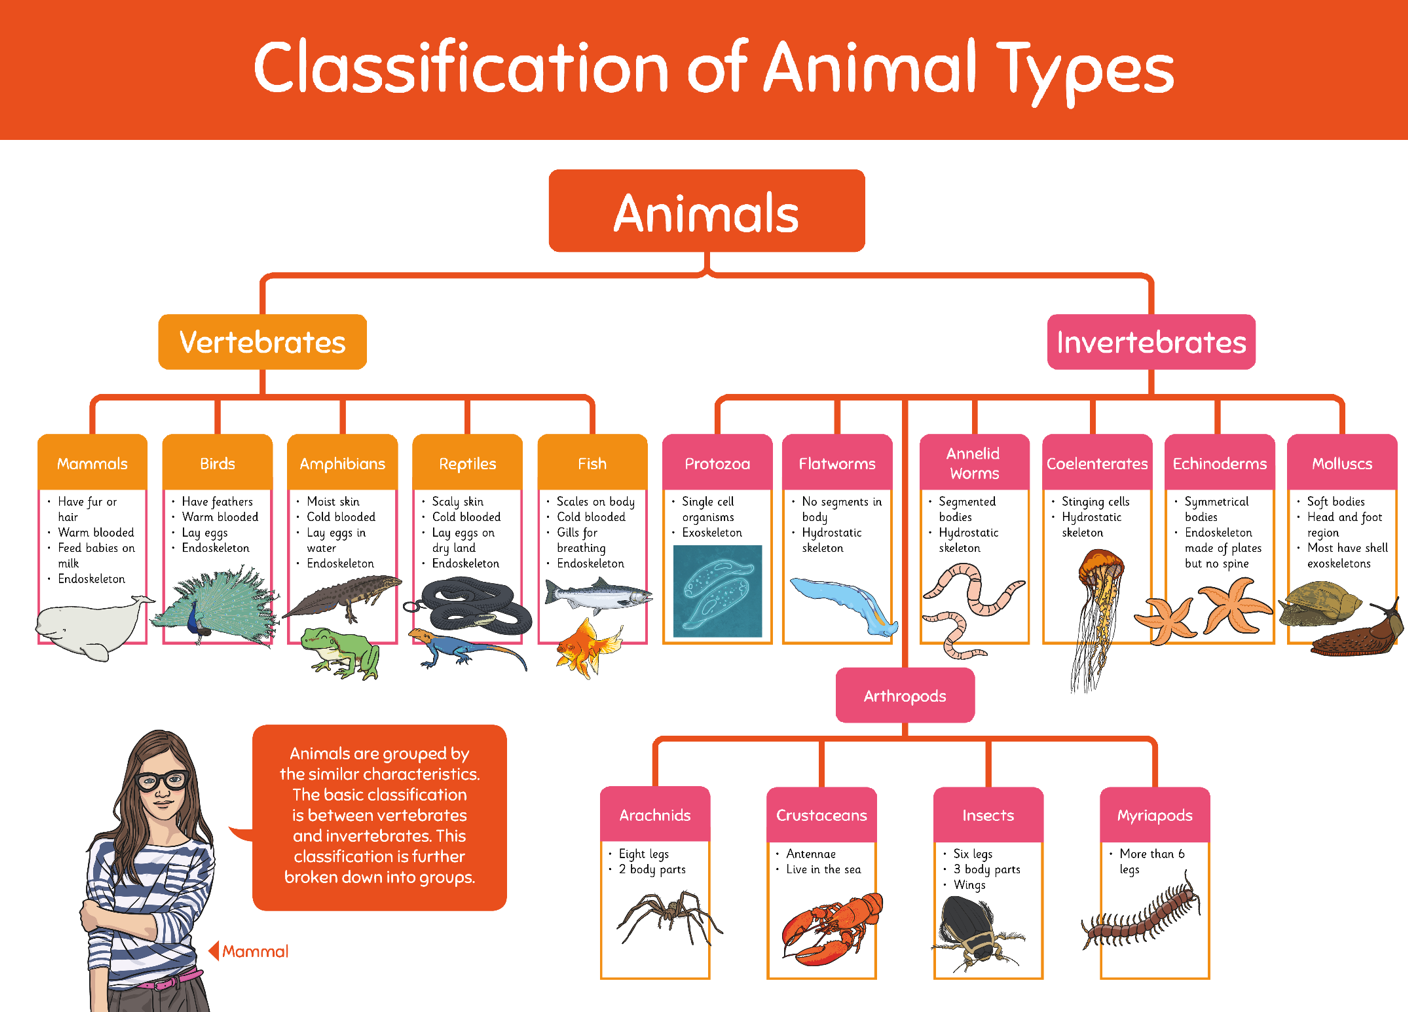 Classification of Animal Types
Animals
Vertebrates
Invertebrates
Mammals
• Have fur or
hair
• Warm blooded
• Feed babies on
milk
• Endoskeleton
Birds
• Have feathers
• Warm blooded
• Lay eggs
• Endoskeleton
Amphibians
• Moist skin
• Cold blooded
• Lay eggs in
water
• Endoskeleton
Reptiles
• Scaly skin
• Cold blooded
• Lay eggs on
dry land
• Endoskeleton
Fish
• Scales on body
• Cold blooded
• Gills for
breathing
• Endoskeleton
Protozoa
• Single cell
organisms
• Exoskeleton
Flatworms
• No segments in
body
• Hydrostatic
skeleton
Annelid
Worms
• Segmented
bodies
• Hydrostatic
skeleton
Coelenterates
• Stinging cells
• Hydrostatic
skeleton
Echinoderms
• Symmetrical
bodies
• Endoskeleton
made of plates
but no spine
Molluscs
• Soft bodies
• Head and foot
region
• Most have shell
exoskeletons
Arthropods
Arachnids
• Eight legs
• 2 body parts
Crustaceans
• Antennae
• Live in the sea
Insects
• Six legs
• 3 body parts
• Wings
Myriapods
• More than 6
legs
Animals are grouped by
the similar characteristics.
The basic classification
is between vertebrates
and invertebrates. This
classification is further
broken down into groups.
Mammal